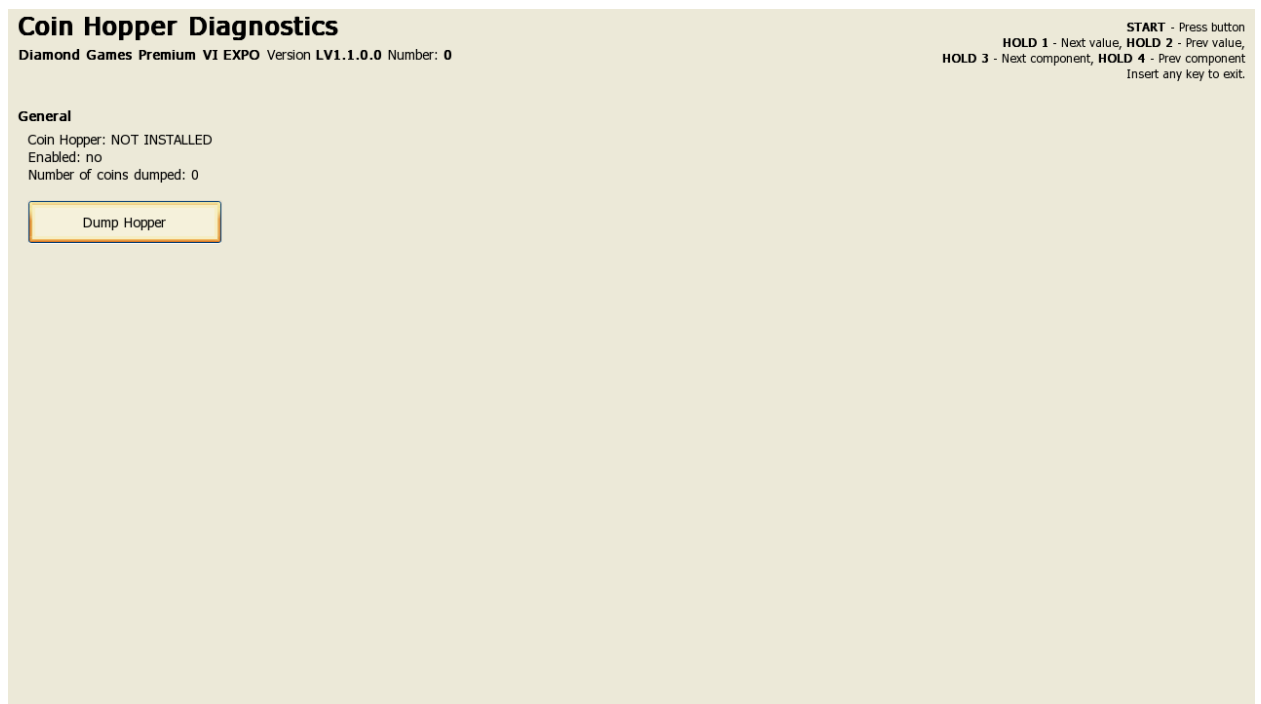 Coin Hopper Diagnostics
Diamond Games Premium VI EXPO Version LV1.1.0.0 Number: 0
START - Press button
HOLD 1 - Next value, HOLD 2 - Prev value,
HOLD 3 - Next component, HOLD 4 - Prev component
Insert any key to exit.
General
Coin Hopper: NOT INSTALLED
Enabled: no
Number of coins dumped: 0
Dump Hopper